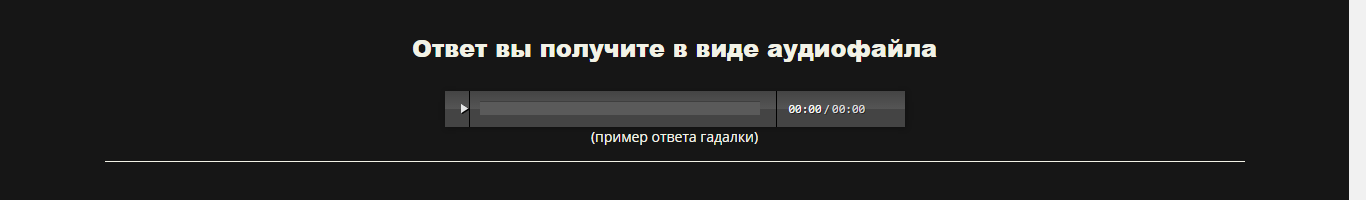 Ответ вы получите в виде аудиофайла
00:00 / 00:00
(пример ответа гадалки)